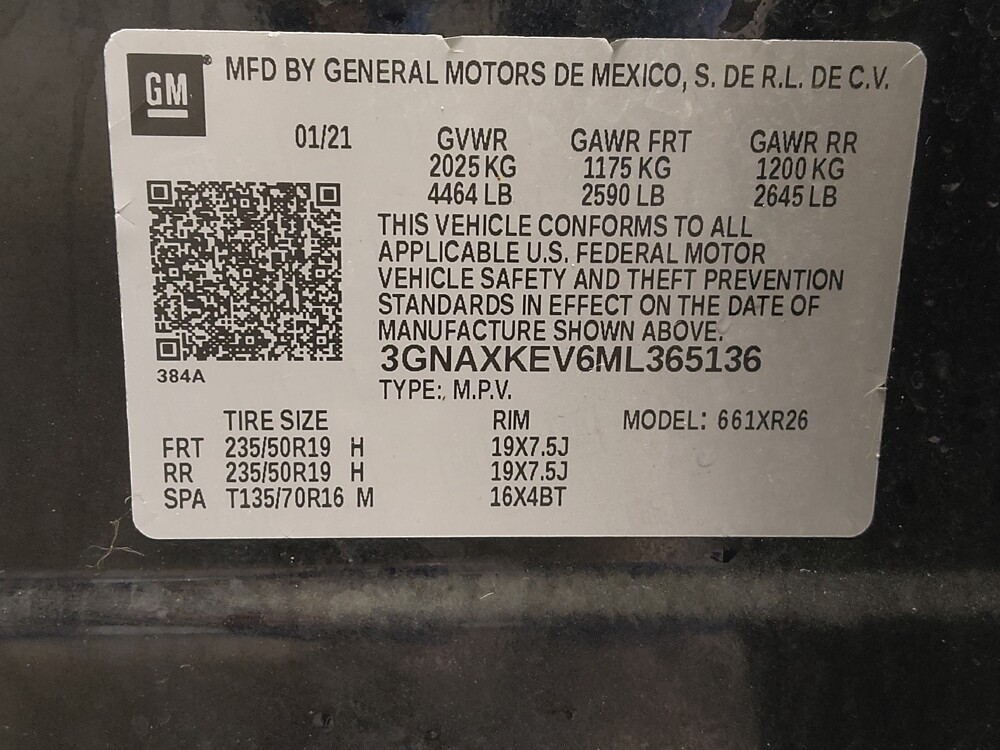 GM® MFD BY GENERAL MOTORS DE MEXICO, S. DE R.L. DE C.V.
01/21 GVWR GAWR FRT GAWR RR
2025 KG 1175 KG 1200 KG
4464 LB 2590 LB 2645 LB
THIS VEHICLE CONFORMS TO ALL
APPLICABLE U.S. FEDERAL MOTOR
VEHICLE SAFETY AND THEFT PREVENTION
STANDARDS IN EFFECT ON THE DATE OF
MANUFACTURE SHOWN ABOVE.
3GNAXKEV6ML365136
384A
TYPE: M.P.V.
TIRE SIZE RIM MODEL: 661XR26
FRT 235/50R19 H 19X7.5J
RR 235/50R19 H 19X7.5J
SPA T135/70R16 M 16X4BT